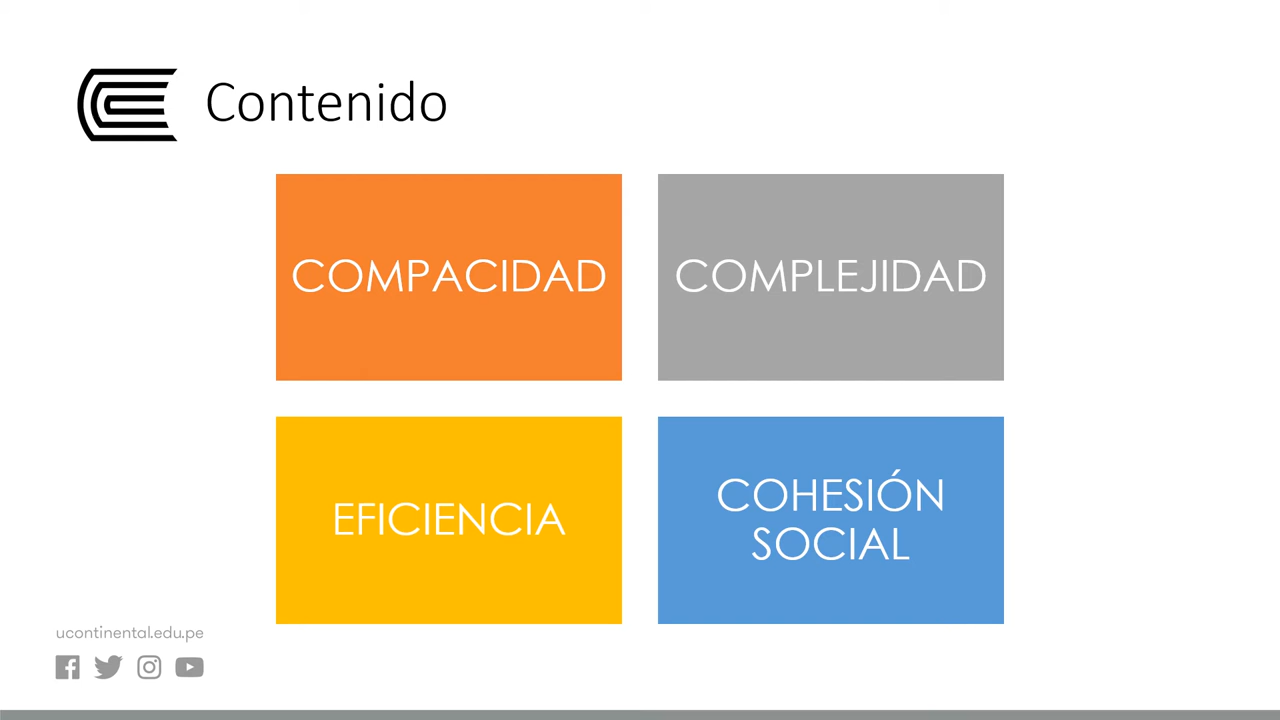 Contenido
COMPACIDAD
COMPLEJIDAD
EFICIENCIA
COHESIÓN
SOCIAL
ucontinental.edu.pe